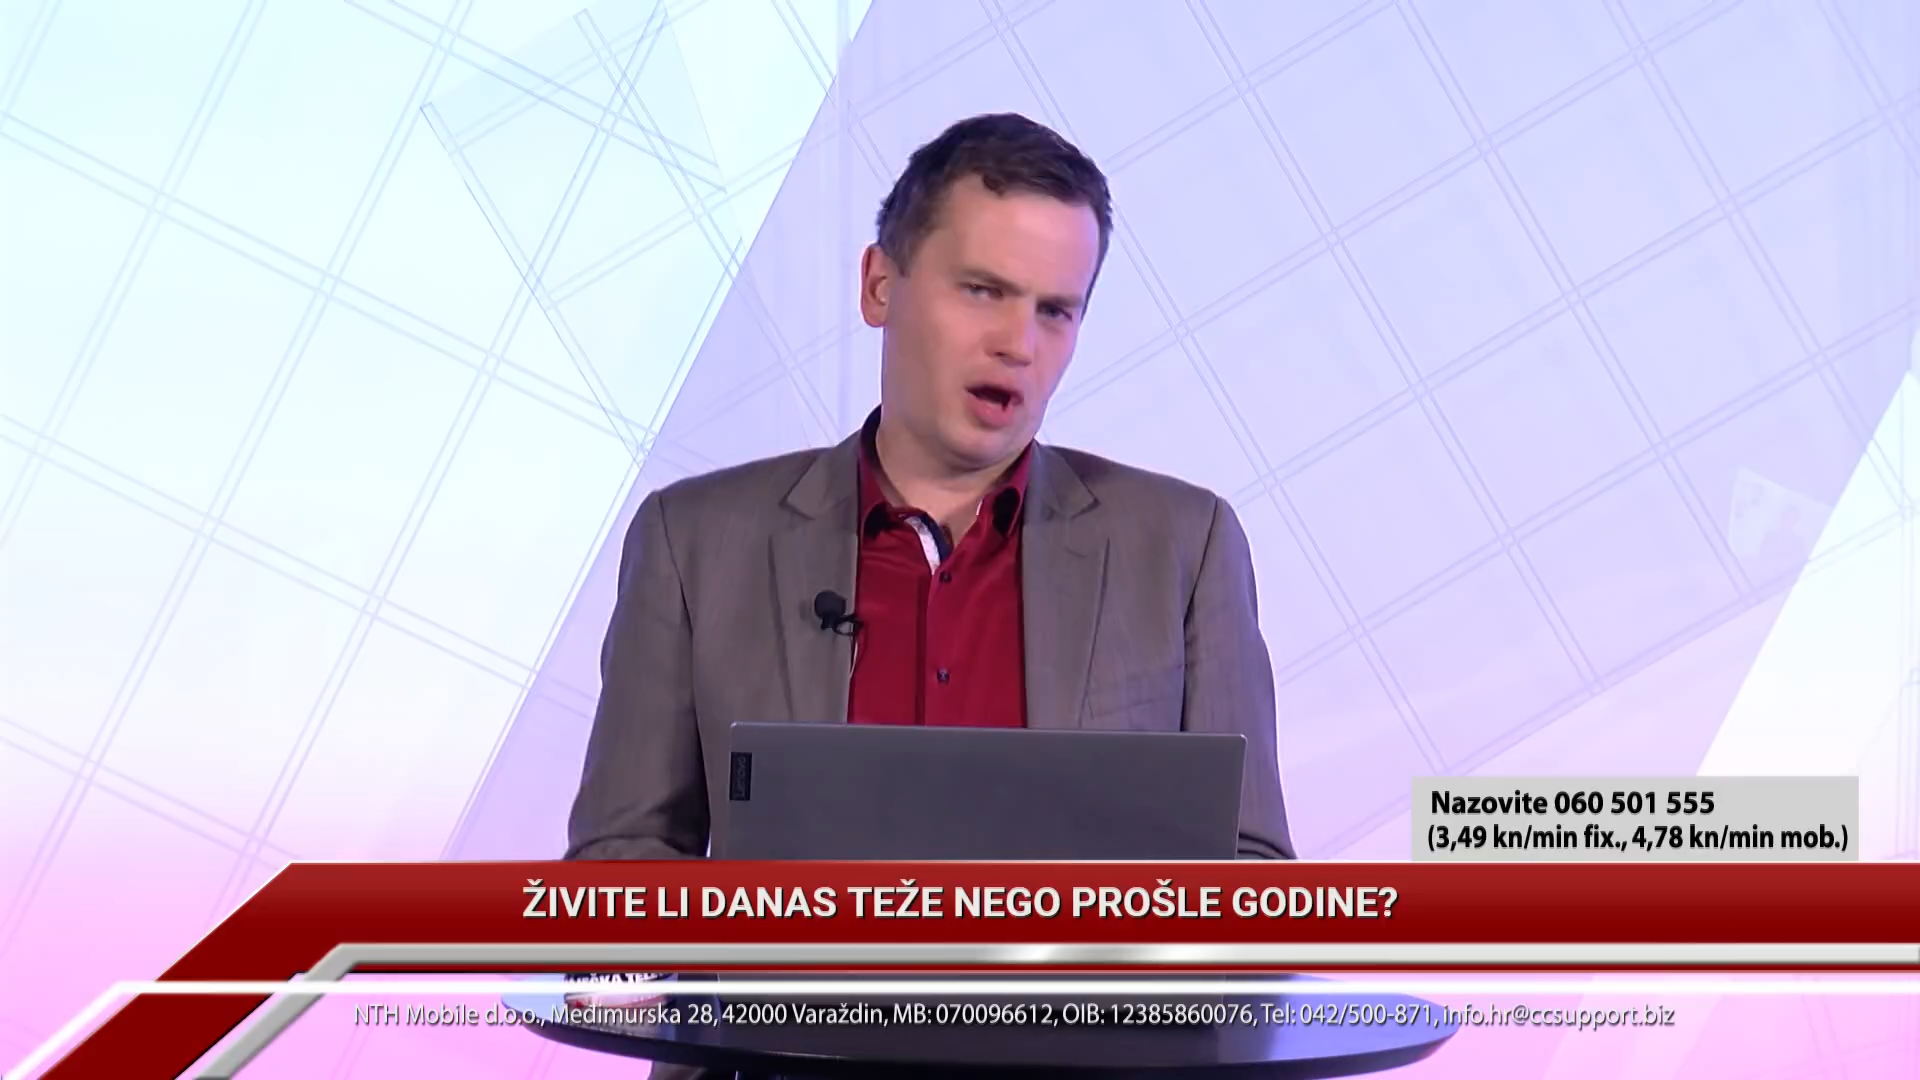 Lenovo
Nazovite 060 501 555
(3,49 kn/min fix., 4,78 kn/min mob.)
ŽIVITE LI DANAS TEŽE NEGO PROŠLE GODINE?
NTH Mobile d.o.o., Međimurska 28, 42000 Varaždin, MB: 070096612, OIB: 12385860076, Tel: 042/500-871, info.hr@ccsupport.biz